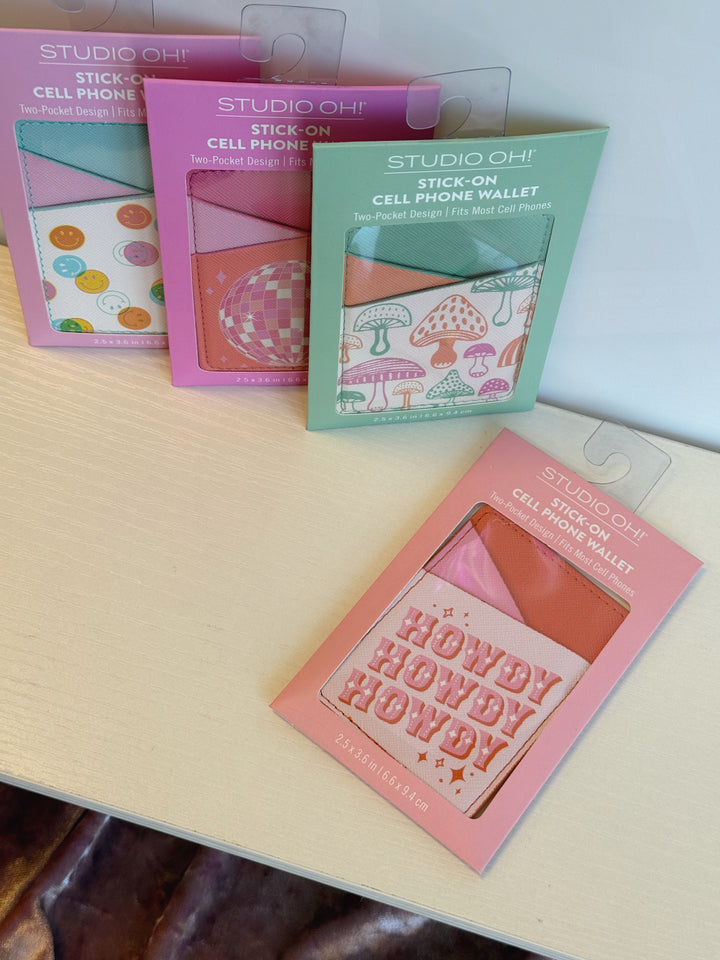 STUDIO OH!
STICK-ON
CELL PHONE
Two-Pocket Design | Fits
2.5 x 3.6 in
STUDIO OH!
STICK-ON
CELL PHONE
Two-Pocket Design | Fits
2.5 x 3.6 in | 6.6
STUDIO OH!
STICK-ON
CELL PHONE WALLET
Two-Pocket Design | Fits Most Cell Phones
2.5 x 3.6 in | 6.6 x 9.4 cm
STUDIO OH!
STICK-ON
CELL PHONE WALLET
Two-Pocket Design | Fits Most Cell Phones
HOWDY
HOWDY
HOWDY
2.5 x 3.6 in | 6.6 x 9.4 cm